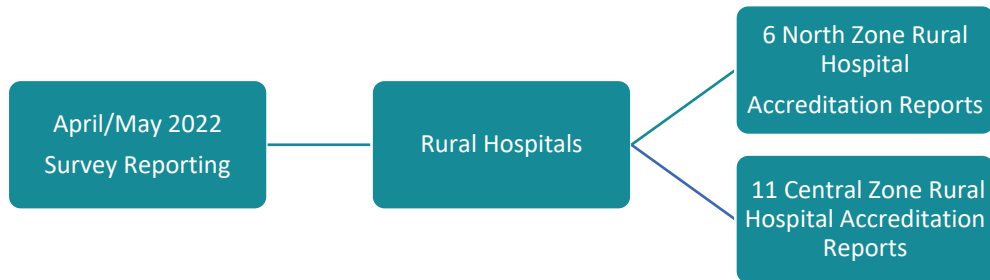 April/May 2022
Survey Reporting
Rural Hospitals
6 North Zone Rural
Hospital
Accreditation Reports
11 Central Zone Rural
Hospital Accreditation
Reports